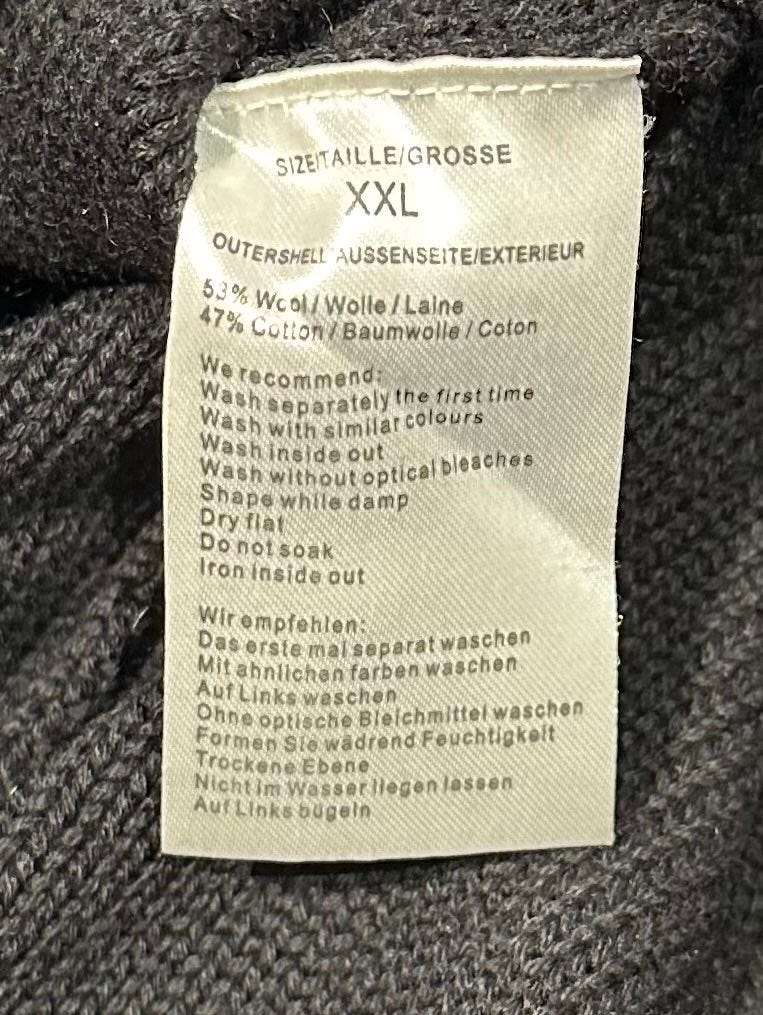 SIZE/TAILLE/GROSSE
XXL
OUTERSHELL AUSSENSEITE/EXTERIEUR
53% Wool / Wolle / Laine
47% Cotton / Baumwolle / Coton
We recommend:
Wash separately the first time
Wash with similar colours
Wash inside out
Wash without optical bleaches
Shape while damp
Dry flat
Do not soak
Iron inside out
Wir empfehlen:
Das erste mal separat waschen
Mit ahnlichen farben waschen
Auf Links waschen
Ohne optische Bleichmittel waschen
Formen Sie wädrend Feuchtigkeit
Trockene Ebene
Nicht im Wasser liegen lassen
Auf Links bügeln